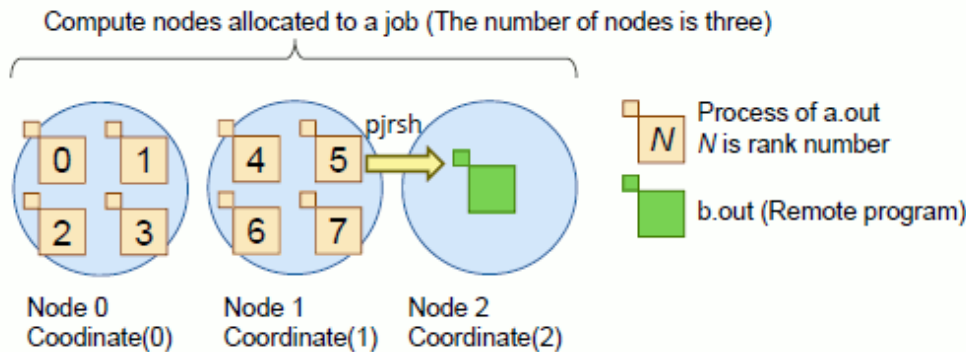 Compute nodes allocated to a job (The number of nodes is three)
0
1
2
3
4
5
6
7
pjrsh
N
Process of a.out
N is rank number
b.out (Remote program)
Node 0
Coodinate(0)
Node 1
Coordinate(1)
Node 2
Coordinate(2)